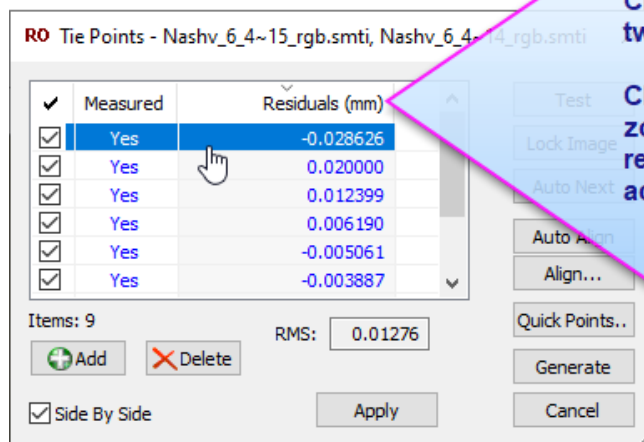 RO Tie Points - Nashv_6_4~15_rgb.smti, Nashv_6_4~14_rgb.smti
tw
Measured Residuals (mm) Test
Yes -0.028626 Lock Image
Yes 0.020000
re
Yes 0.012399 Auto Next
Yes 0.006190
Yes -0.005061 Auto Align
Yes -0.003887 Align...
Items: 9
RMS: 0.01276
Quick Points..
Add Delete
Generate
Side By Side Apply Cancel